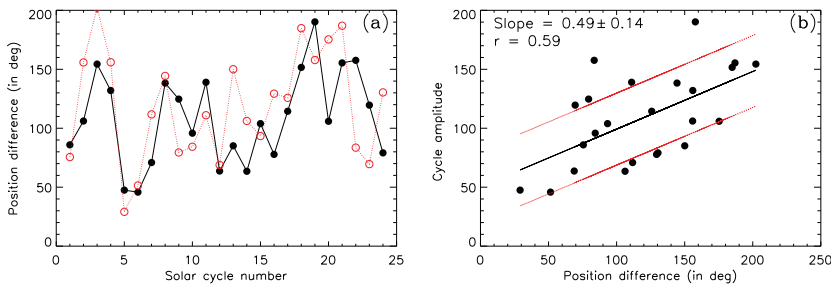 (a)
200
150
100
50
0
Position difference (in deg)
0 5 10 15 20 25
Solar cycle number
Slope = 0.49± 0.14
r = 0.59
(b)
200
150
100
50
0
Cycle amplitude
0 50 100 150 200 250
Position difference (in deg)